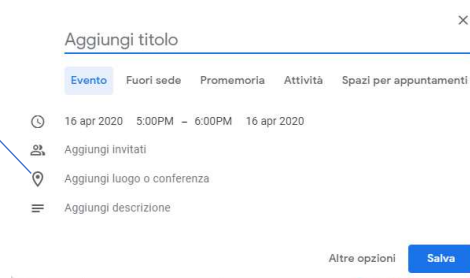 Aggiungi titolo
Evento Fuori sede Promemoria Attività Spazi per appuntamenti
16 apr 2020 5:00PM – 6:00PM 16 apr 2020
Aggiungi invitati
Aggiungi luogo o conferenza
Aggiungi descrizione
Altre opzioni Salva